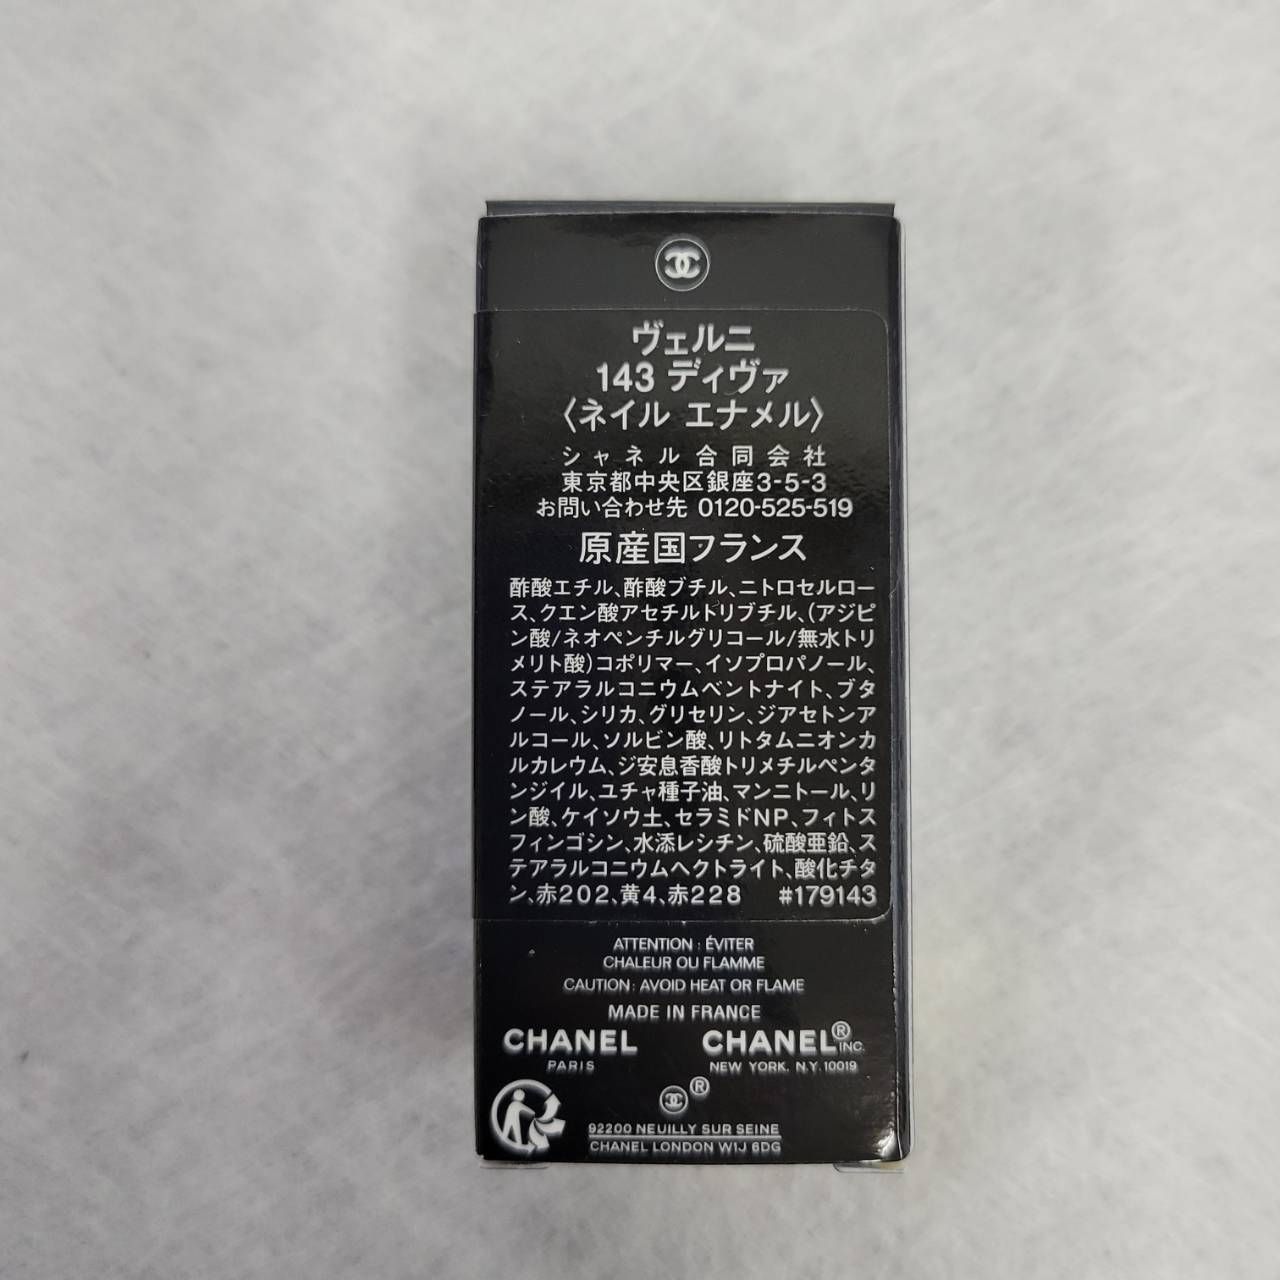 ヴェルニ
143 ディヴァ
〈ネイル エナメル〉
シャネル合同会社
東京都中央区銀座3-5-3
お問い合わせ先 0120-525-519
原産国フランス
酢酸エチル、酢酸ブチル、ニトロセルロー
ス、クエン酸アセチルトリブチル、(アジピ
ン酸/ネオペンチルグリコール/無水トリ
メリト酸)コポリマー、イソプロパノール、
ステアラルコニウムベントナイト、ブタ
ノール、シリカ、グリセリン、ジアセトンア
ルコール、ソルビン酸、リトタムニオンカ
ルカレウム、ジ安息香酸トリメチルペンタ
ンジイル、ユチャ種子油、マンニトール、リ
ン酸、ケイソウ土、セラミドNP、フィトス
フィンゴシン、水添レシチン、硫酸亜鉛、ス
テアラルコニウムヘクトライト、酸化チタ
ン、赤202、黄4、赤228 #179143
ATTENTION : ÉVITER
CHALEUR OU FLAMME
CAUTION: AVOID HEAT OR FLAME
MADE IN FRANCE
CHANEL CHANEL® INC.
PARIS NEW YORK, N.Y. 10019
®
92200 NEUILLY SUR SEINE
CHANEL LONDON W1J 6DG